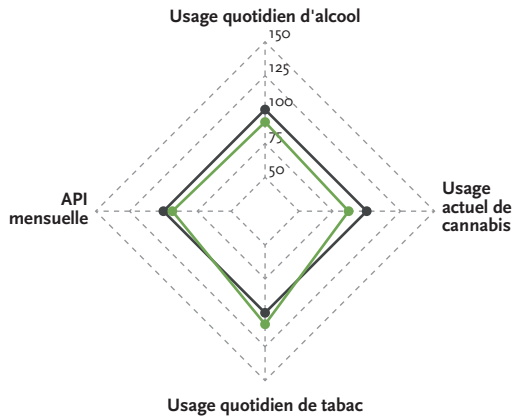 Usage quotidien d'alcool
150
125
100
75
50
API
mensuelle
Usage
actuel de
cannabis
Usage quotidien de tabac